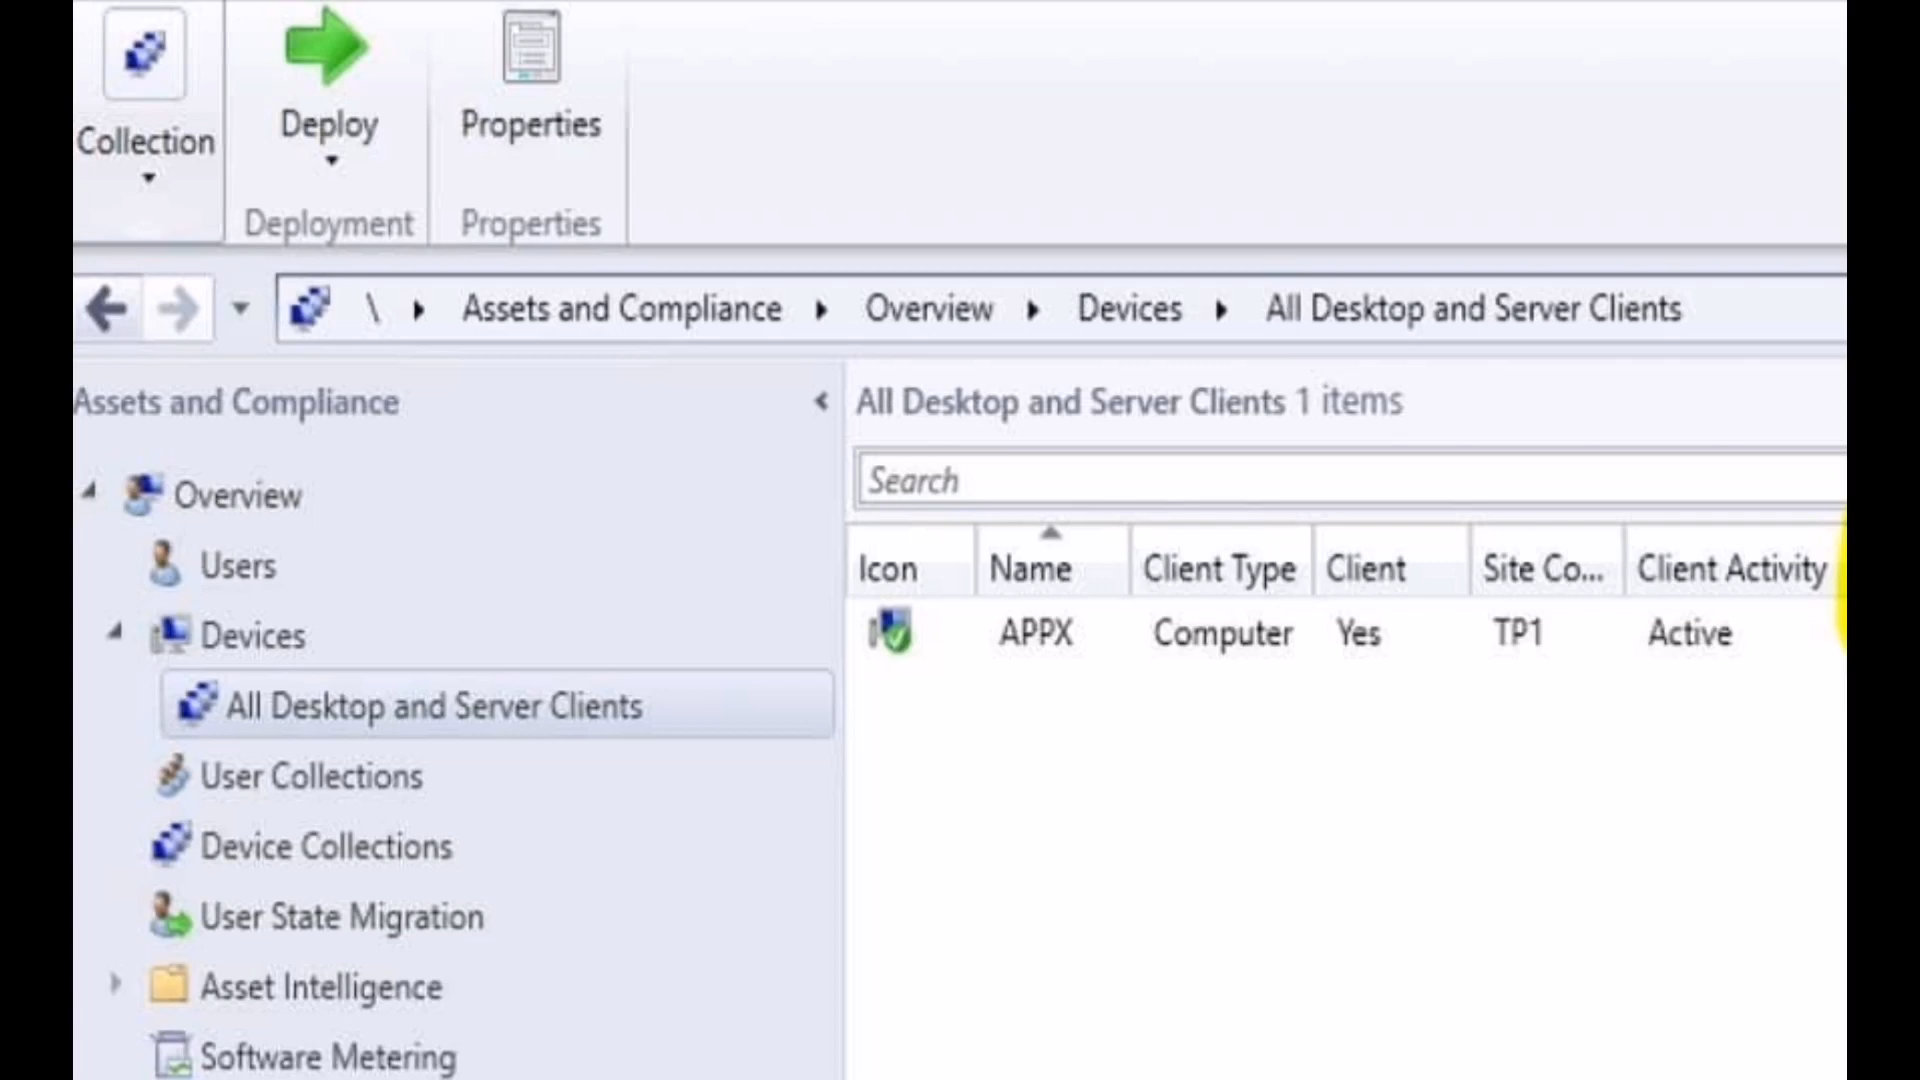 Collection
Deploy
Properties
Deployment
Properties
\ Assets and Compliance Overview Devices All Desktop and Server Clients
Assets and Compliance
Overview
Users
Devices
All Desktop and Server Clients
User Collections
Device Collections
User State Migration
Asset Intelligence
Software Metering
All Desktop and Server Clients 1 items
Search
Icon Name Client Type Client Site Co... Client Activity
APPX Computer Yes TP1 Active